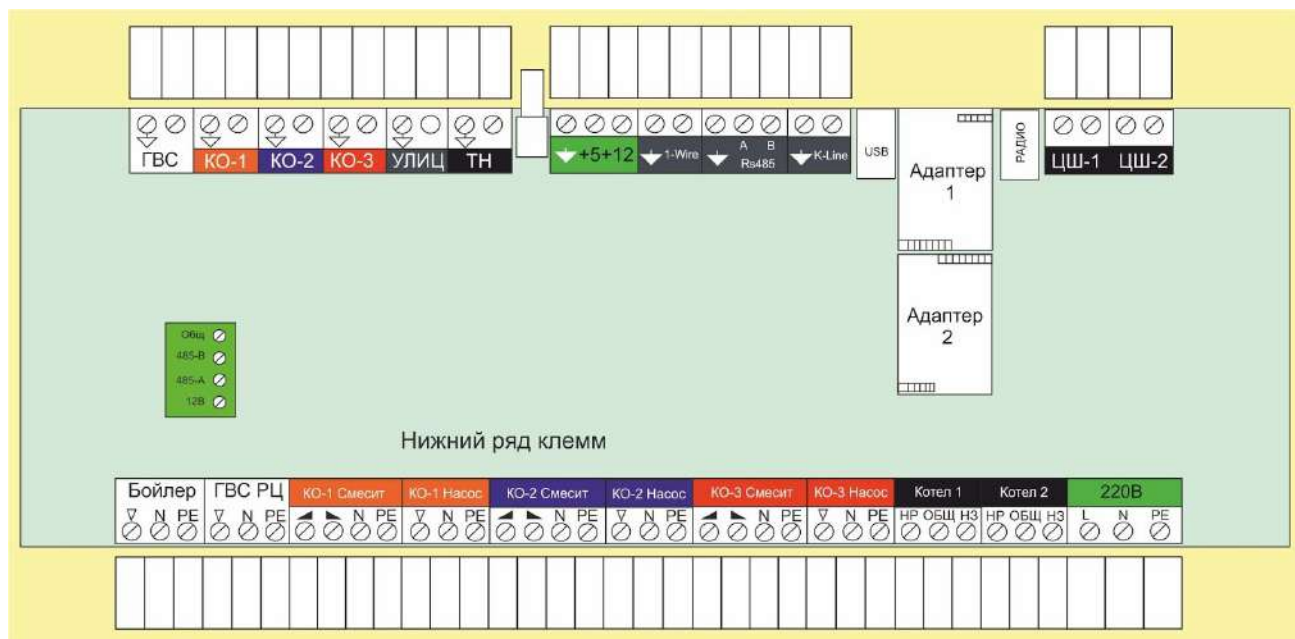 ГВС КО-1 КО-2 КО-3 УЛИЦ ТН
+5+12 1-Wire A B K-Line
Rs485
USB
Адаптер
1
РАДИО
ЦШ-1 ЦШ-2
Адаптер
2
Общ
485-В
485-А
12В
Нижний ряд клемм
Бойлер ГВС РЦ КО-1 Смесит КО-1 Насос КО-2 Смесит КО-2 Насос КО-3 Смесит КО-3 Насос Котел 1 Котел 2 220В
N PE N PE N PE N PE N PE N PE N PE N PE НР ОБЩ НЗ НР ОБЩ НЗ L N PE